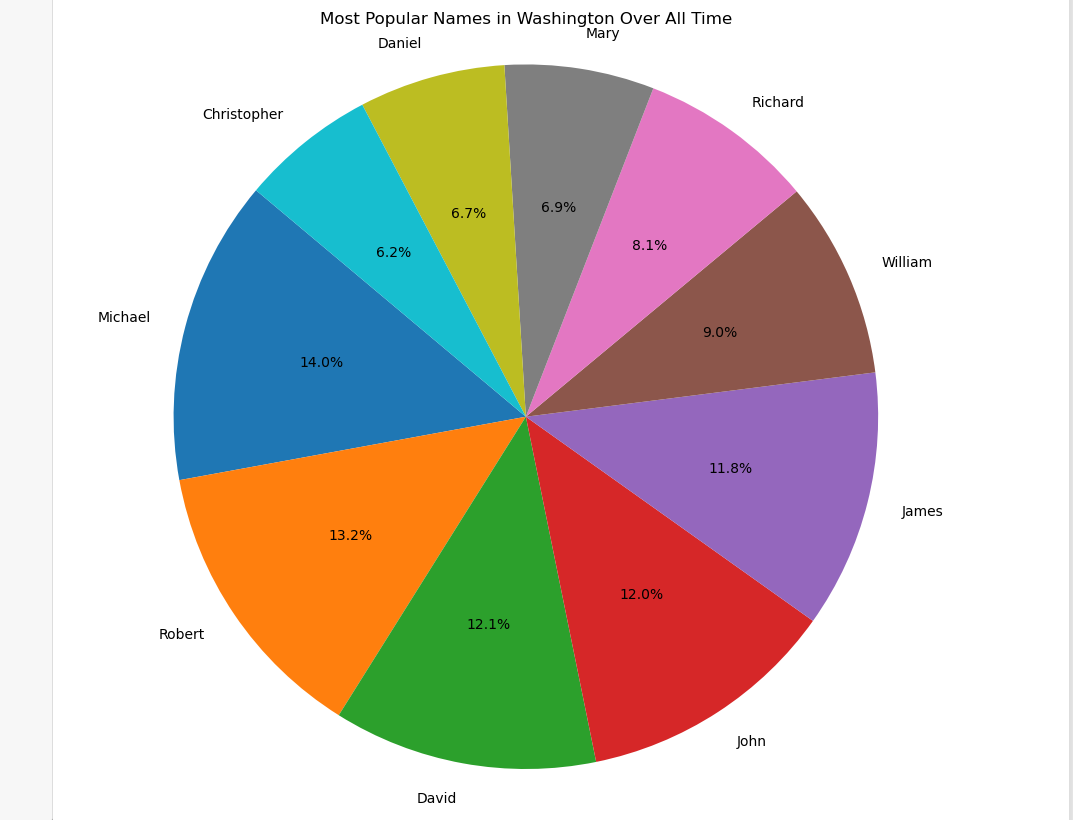 Most Popular Names in Washington Over All Time
Mary
Daniel
Richard
Christopher
6.9%
6.7%
8.1%
6.2%
William
Michael
9.0%
14.0%
11.8%
James
13.2%
12.0%
12.1%
Robert
John
David